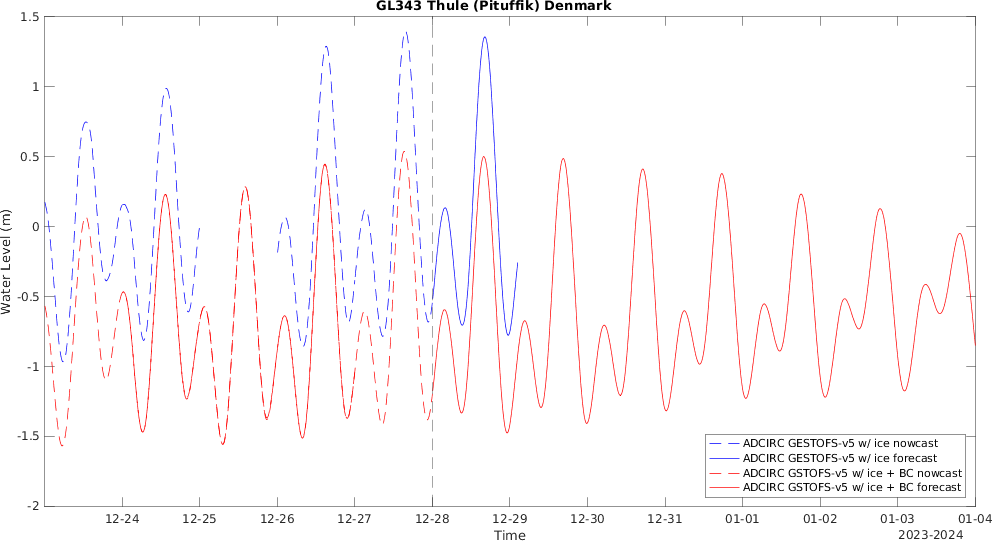 GL343 Thule (Pituffik) Denmark
1.5
1
0.5
0
-0.5
-1
-1.5
-2
Water Level (m)
ADCIRC GESTOFS-v5 w/ ice nowcast
ADCIRC GESTOFS-v5 w/ ice forecast
ADCIRC GSTOFS-v5 w/ ice + BC nowcast
ADCIRC GSTOFS-v5 w/ ice + BC forecast
12-24 12-25 12-26 12-27 12-28 12-29 12-30 12-31 01-01 01-02 01-03 01-04
Time
2023-2024